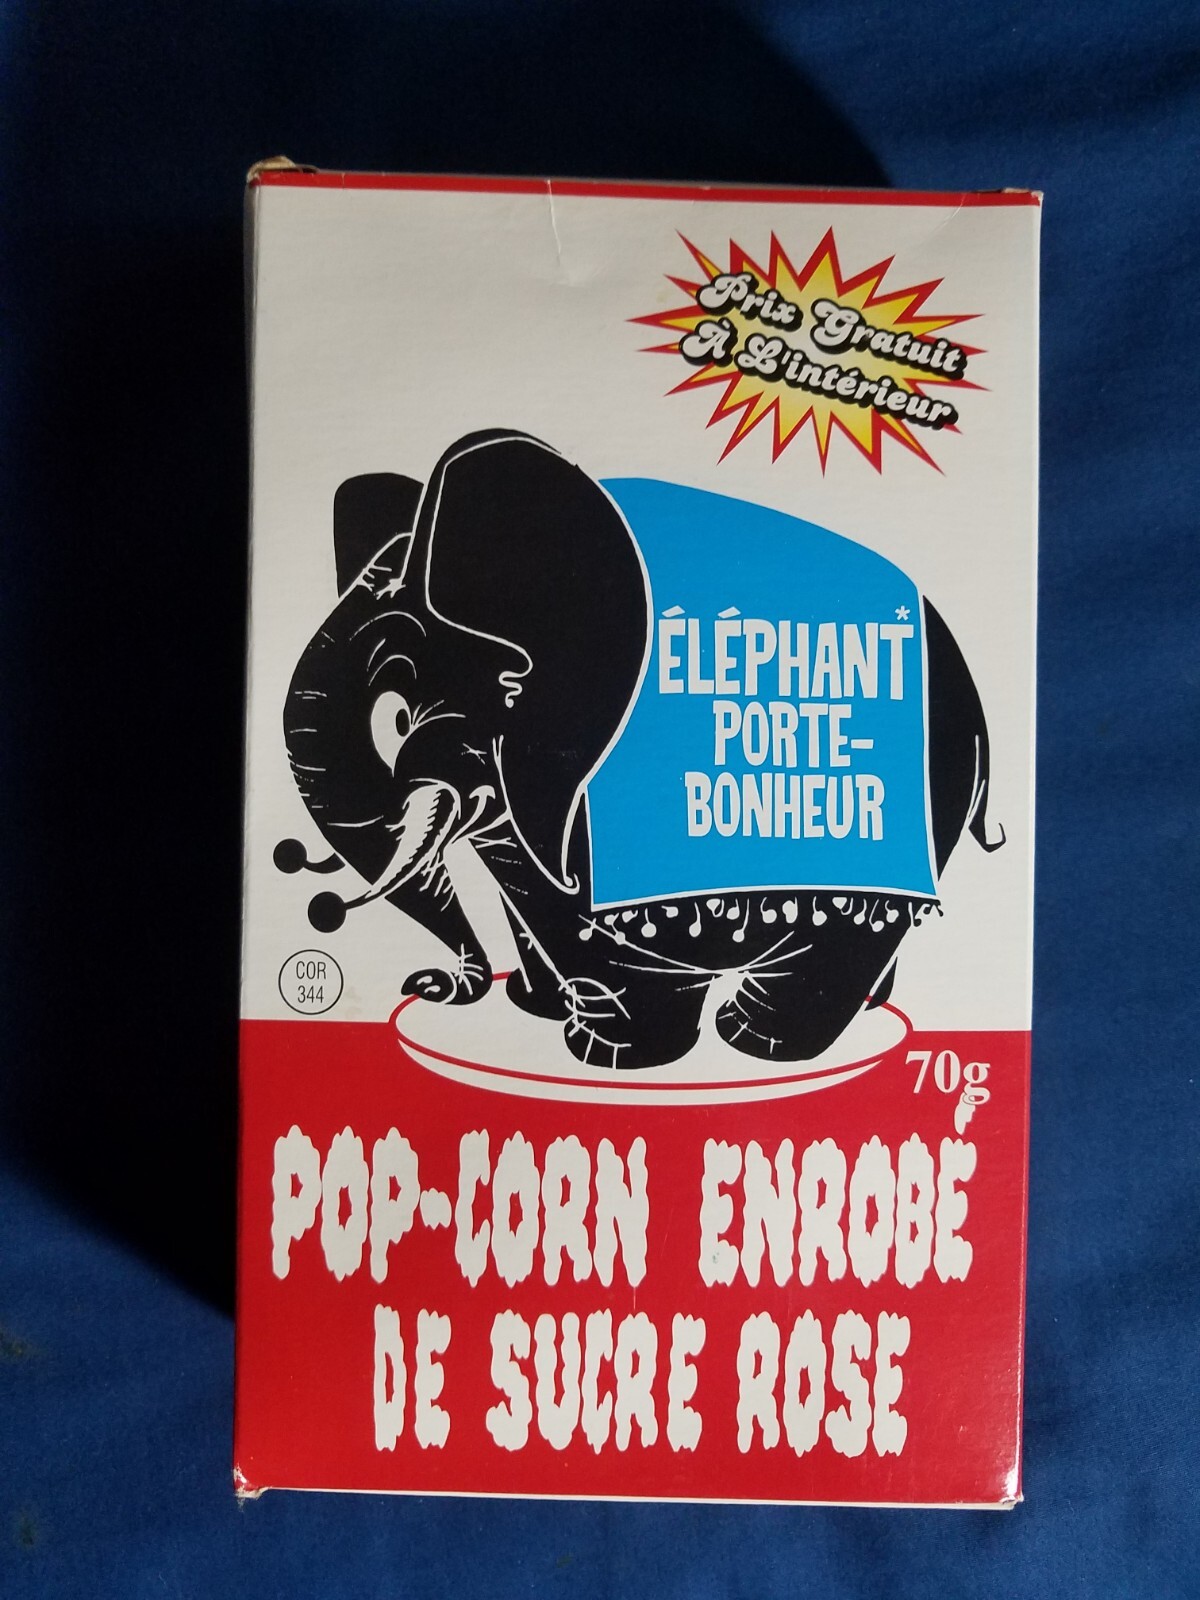 Prix Gratuit
À L'intérieur
ÉLÉPHANT*
PORTE-
BONHEUR
COR
344
70g
POP-CORN ENROBÉ
DE SUCRE ROSE